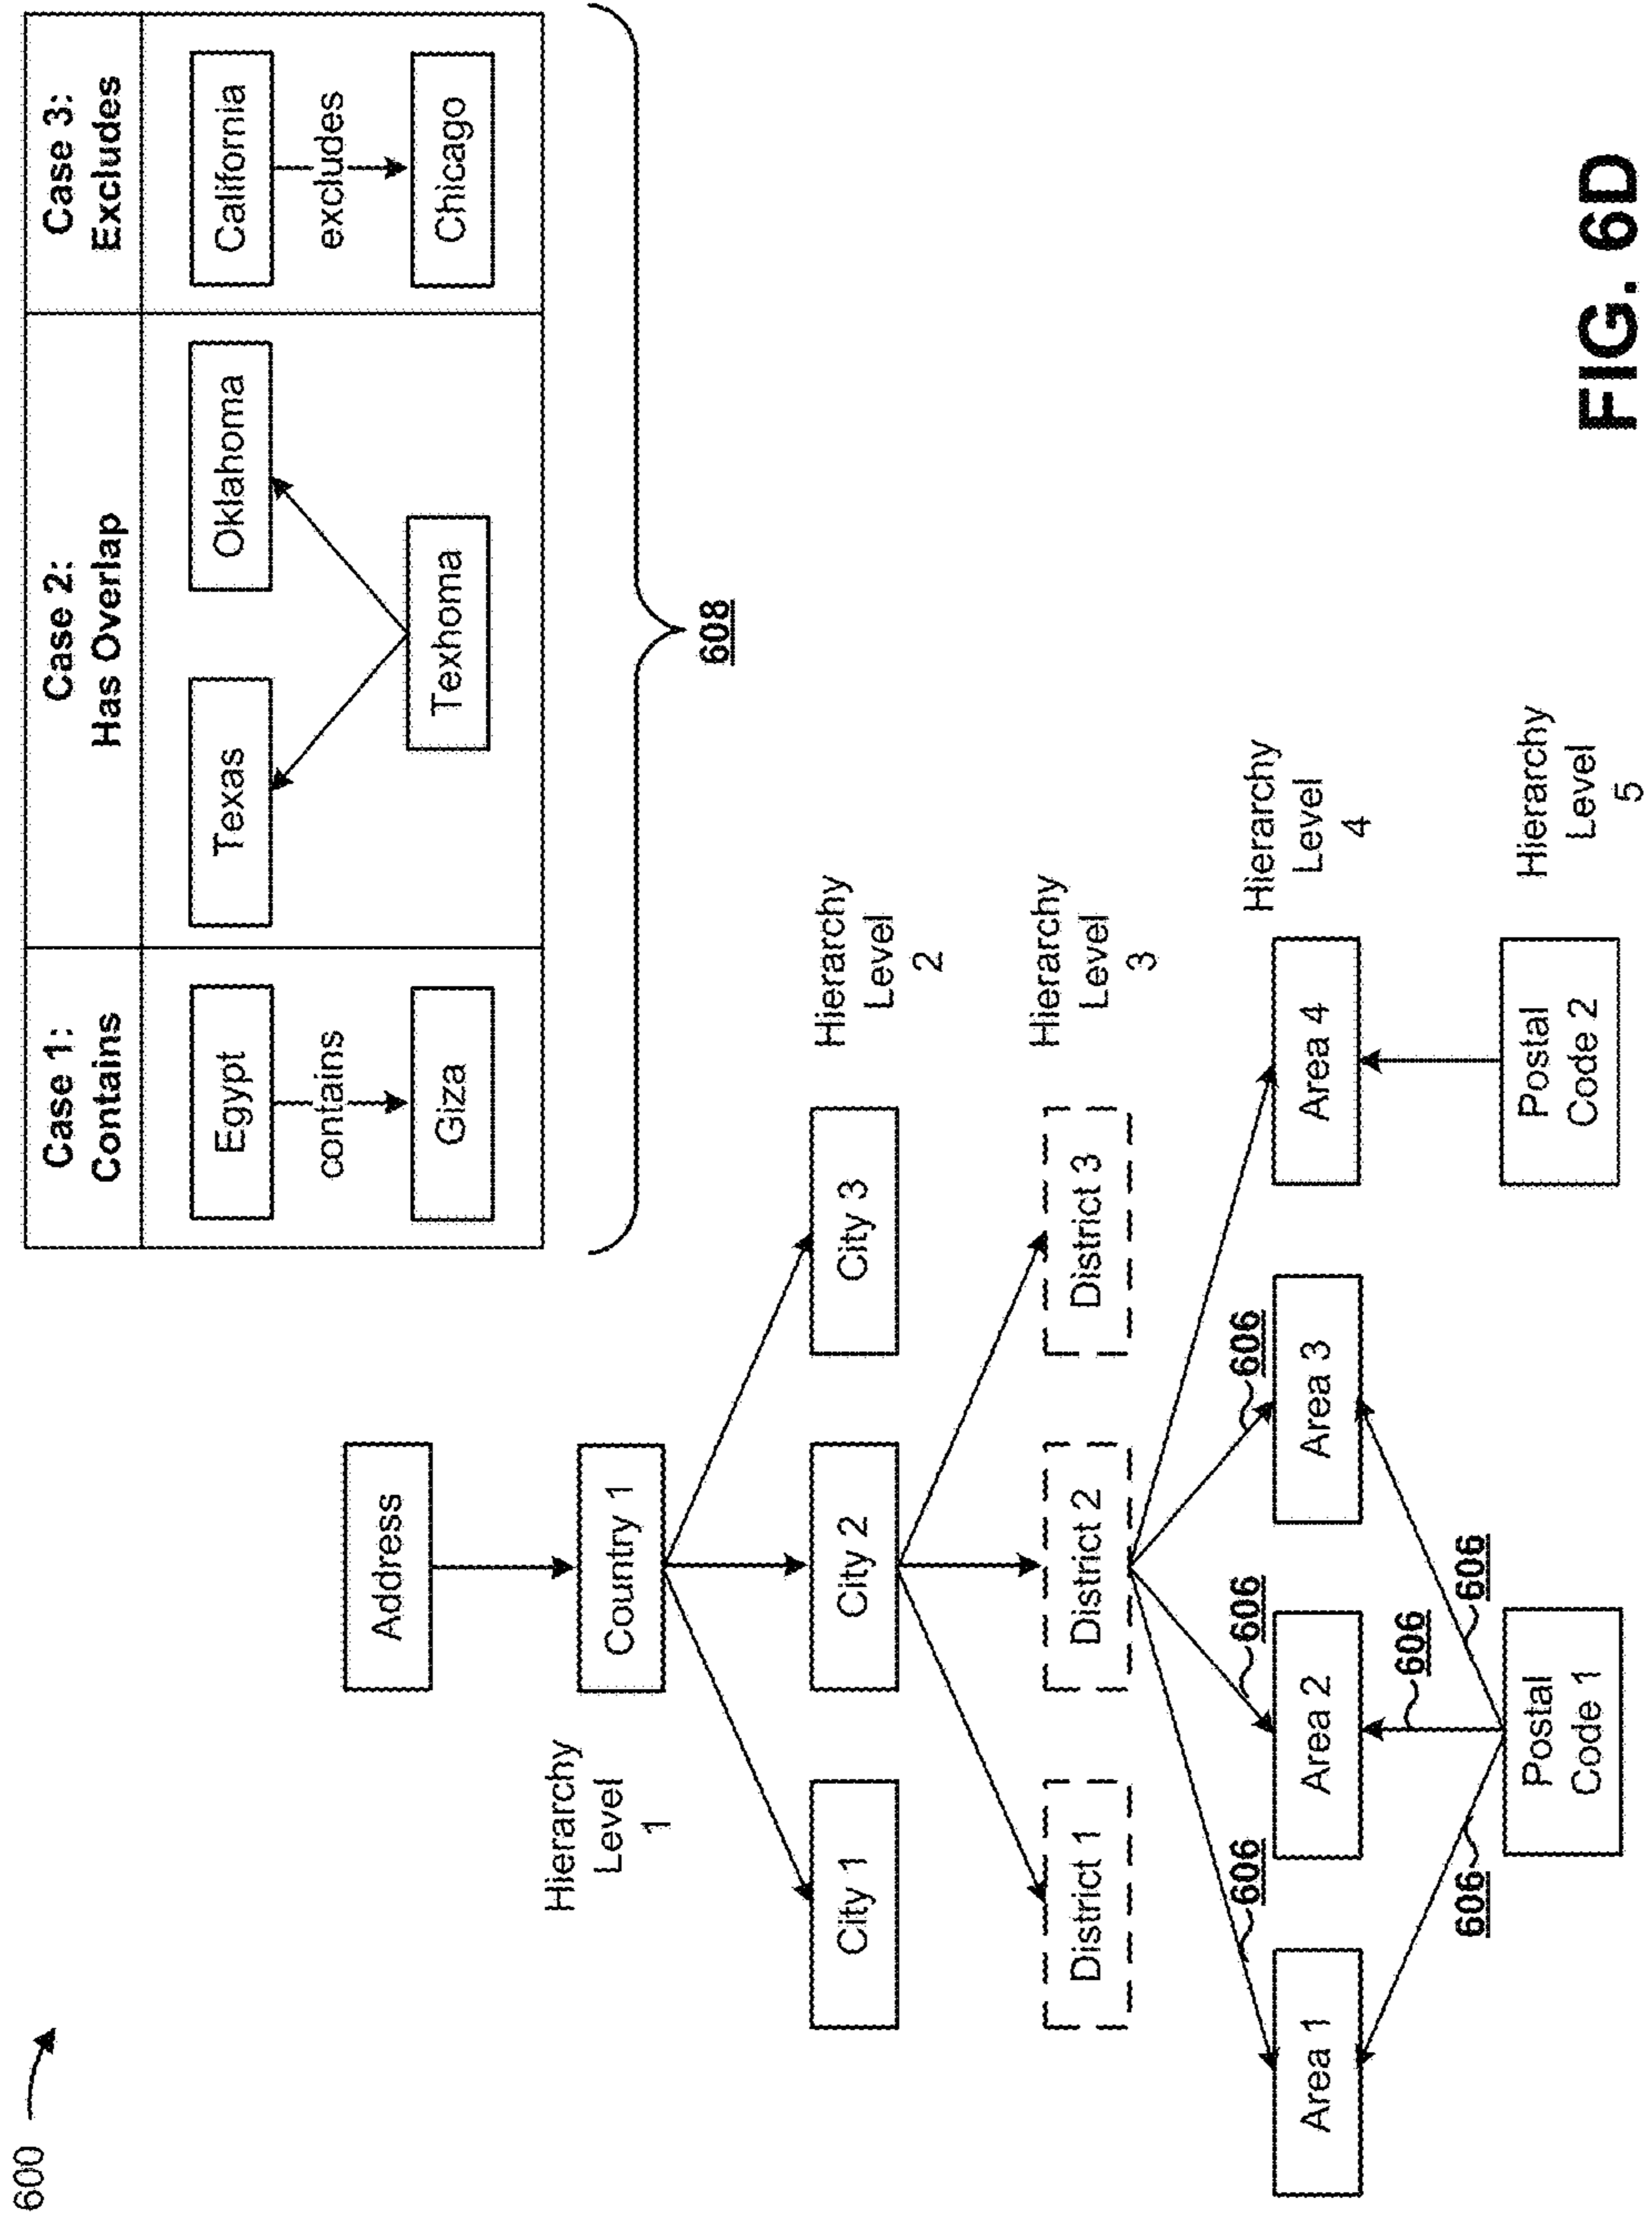 600
Case 1:
Contains
Case 2:
Has Overlap
Case 3:
Excludes
Egypt
contains
Giza
Texas
Oklahoma
Texhoma
California
excludes
Chicago
608
Address
Hierarchy
Level
1
Country 1
City 1
City 2
City 3
Hierarchy
Level
2
District 1
District 2
District 3
Hierarchy
Level
3
606
606
606
Area 1
Area 2
Area 3
Area 4
Hierarchy
Level
4
606
606
606
Postal
Code 1
Postal
Code 2
Hierarchy
Level
5
FIG. 6D